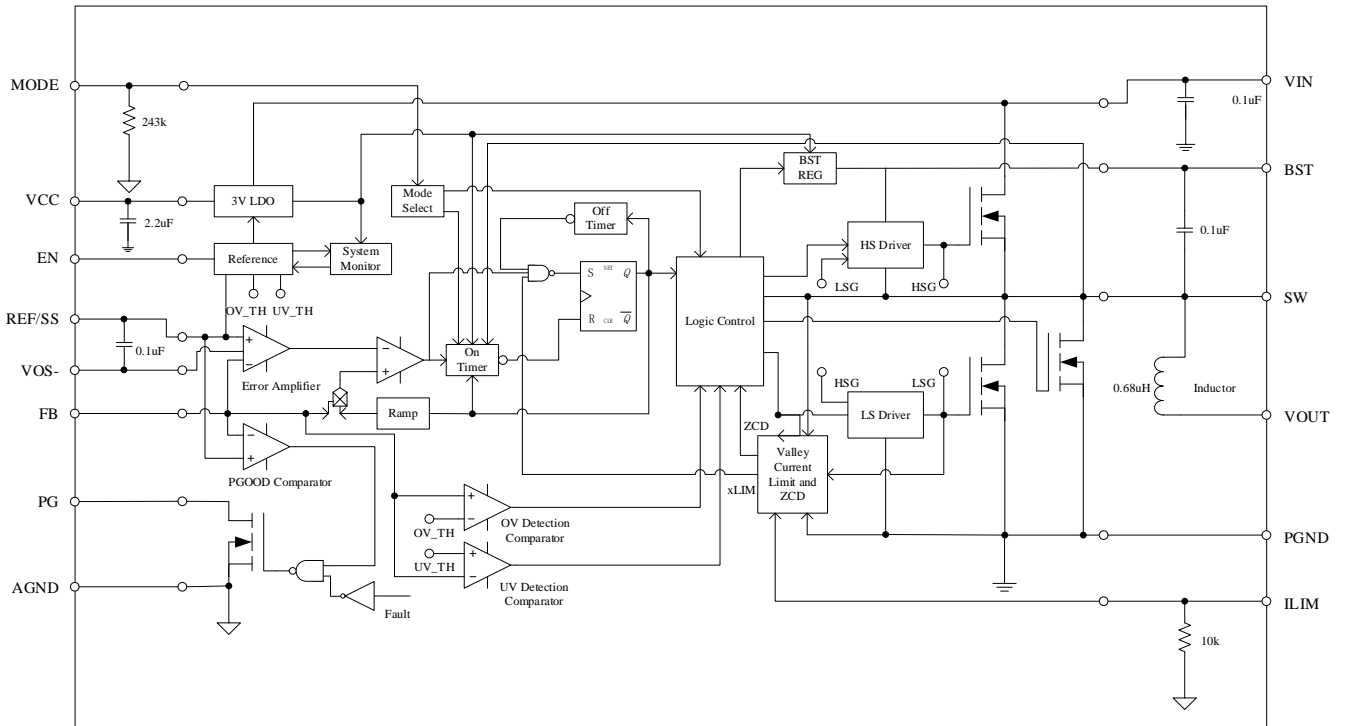 MODE
243k
VIN
0.1uF
BST
REG
BST
VCC
3V LDO
2.2uF
Mode
Select
Off
Timer
0.1uF
EN
Reference
System
Monitor
HS Driver
S SET Q
R CLR Q
OV_TH UV_TH
LSG HSG
SW
REF/SS
0.1uF
Logic Control
VOS-
Error Amplifier
On
Timer
HSG LSG
0.68uH Inductor
FB
Ramp
LS Driver
VOUT
ZCD
Valley
Current
Limit and
ZCD
PGOOD Comparator
xLIM
PG
OV_TH
OV Detection
Comparator
PGND
UV_TH
UV Detection
Comparator
AGND
Fault
ILIM
10k